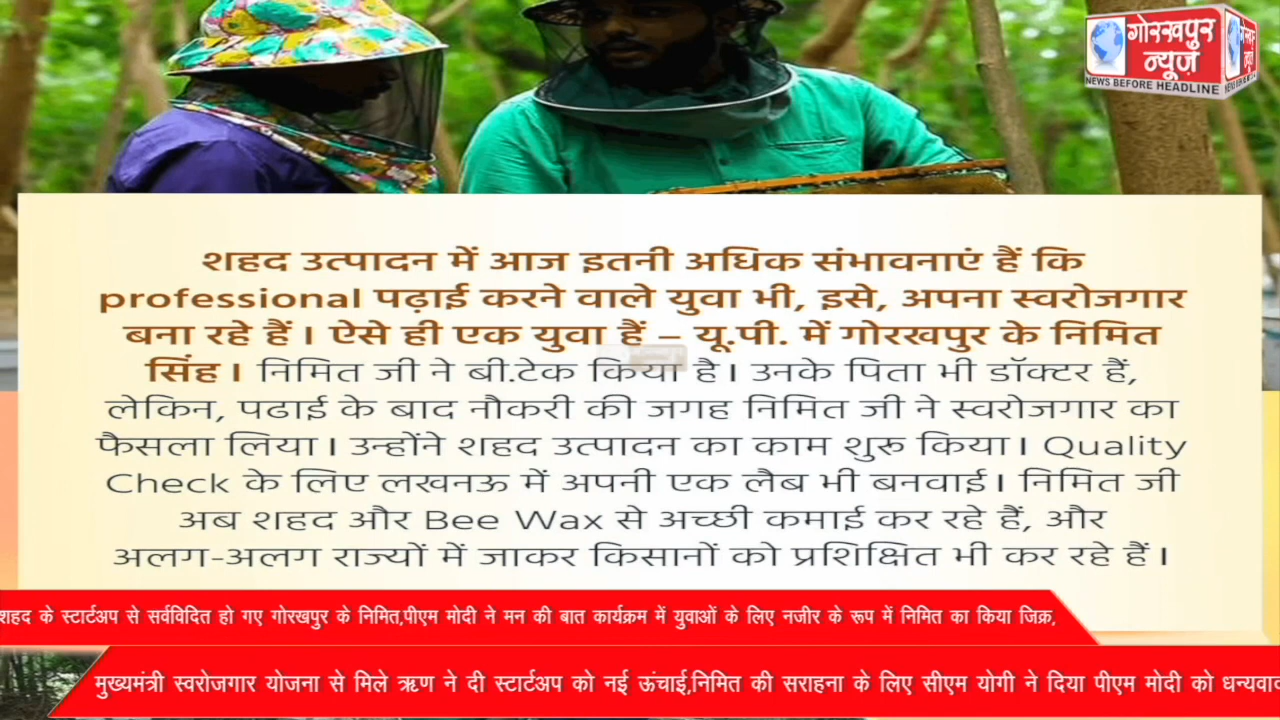 गोरखपुर
न्यूज़
NEWS BEFORE HEADLINE
शहद उत्पादन में आज इतनी अधिक संभावनाएं हैं कि
professional पढ़ाई करने वाले युवा भी, इसे, अपना स्वरोजगार
बना रहे हैं । ऐसे ही एक युवा हैं – यू.पी. में गोरखपुर के निमित
सिंह । निमित जी ने बी.टेक किया है। उनके पिता भी डॉक्टर हैं,
लेकिन, पढाई के बाद नौकरी की जगह निमित जी ने स्वरोजगार का
फैसला लिया । उन्होंने शहद उत्पादन का काम शुरू किया । Quality
Check के लिए लखनऊ में अपनी एक लैब भी बनवाई । निमित जी
अब शहद और Bee Wax से अच्छी कमाई कर रहे हैं, और
अलग-अलग राज्यों में जाकर किसानों को प्रशिक्षित भी कर रहे हैं ।
शहद के स्टार्टअप से सर्वविदित हो गए गोरखपुर के निमित,पीएम मोदी ने मन की बात कार्यक्रम में युवाओं के लिए नजीर के रूप में निमित का किया जिक्र,
मुख्यमंत्री स्वरोजगार योजना से मिले ऋण ने दी स्टार्टअप को नई ऊंचाई,निमित की सराहना के लिए सीएम योगी ने दिया पीएम मोदी को धन्यवाद